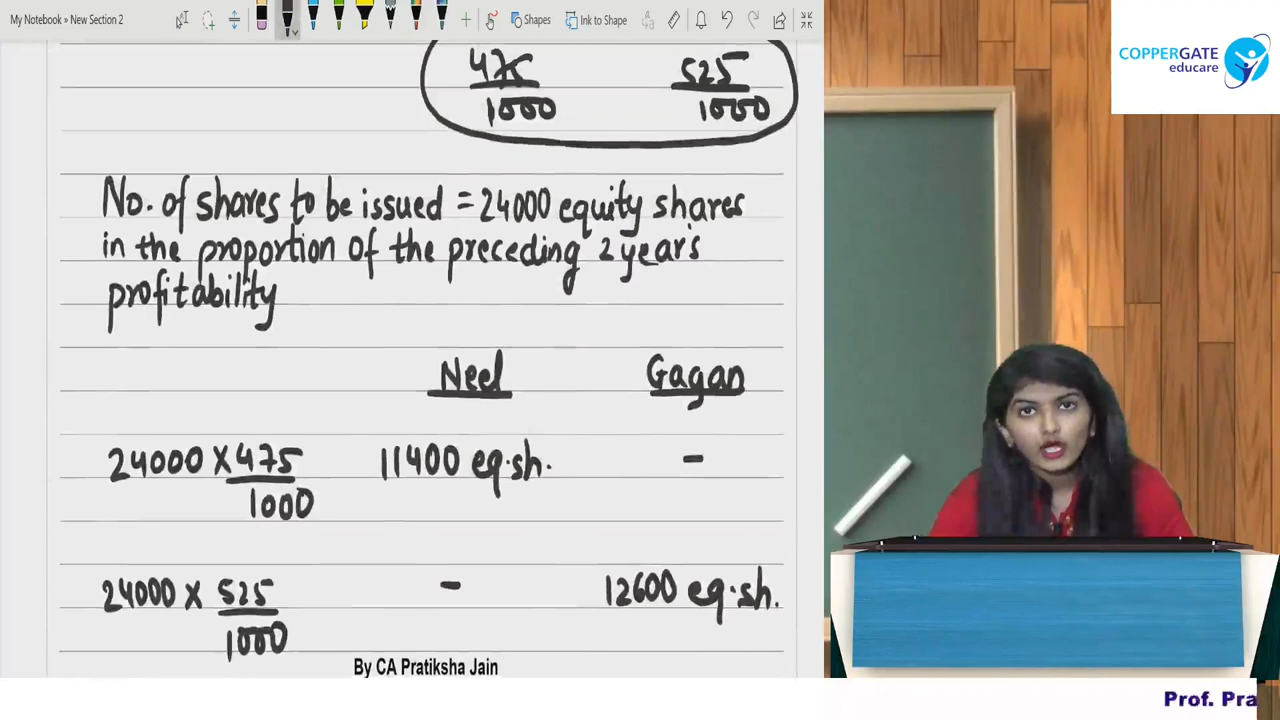 My Notebook » New Section 2
Shapes
Ink to Shape
COPPERGATE
educare
475 525
1000 1000
No. of shares to be issued = 24000 equity shares
in the proportion of the preceding 2 year's
profitability
Neel Gagan
24000 X 475 11400 eq.sh. -
1000
24000 X 525 - 12600 eq.sh.
1000
By CA Pratiksha Jain
Prof. Pra